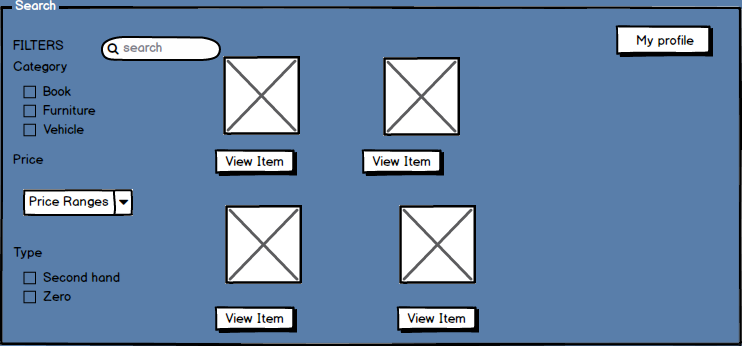 Search
My profile
FILTERS
search
Category
Book
Furniture
Vehicle
Price
View Item
View Item
Price Ranges
Type
Second hand
Zero
View Item
View Item